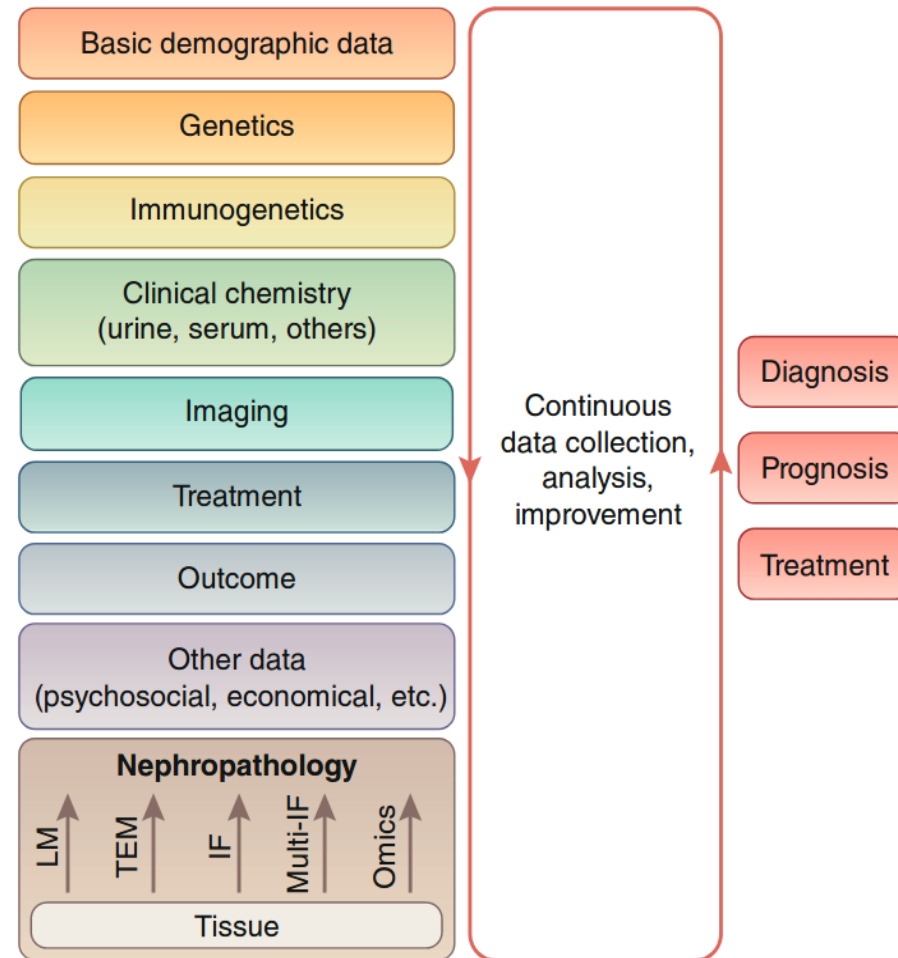 Basic demographic data
Genetics
Immunogenetics
Clinical chemistry
(urine, serum, others)
Imaging
Treatment
Outcome
Other data
(psychosocial, economical, etc.)
Nephropathology
LM
TEM
IF
Multi-IF
Omics
Tissue
Continuous
data collection,
analysis,
improvement
Diagnosis
Prognosis
Treatment